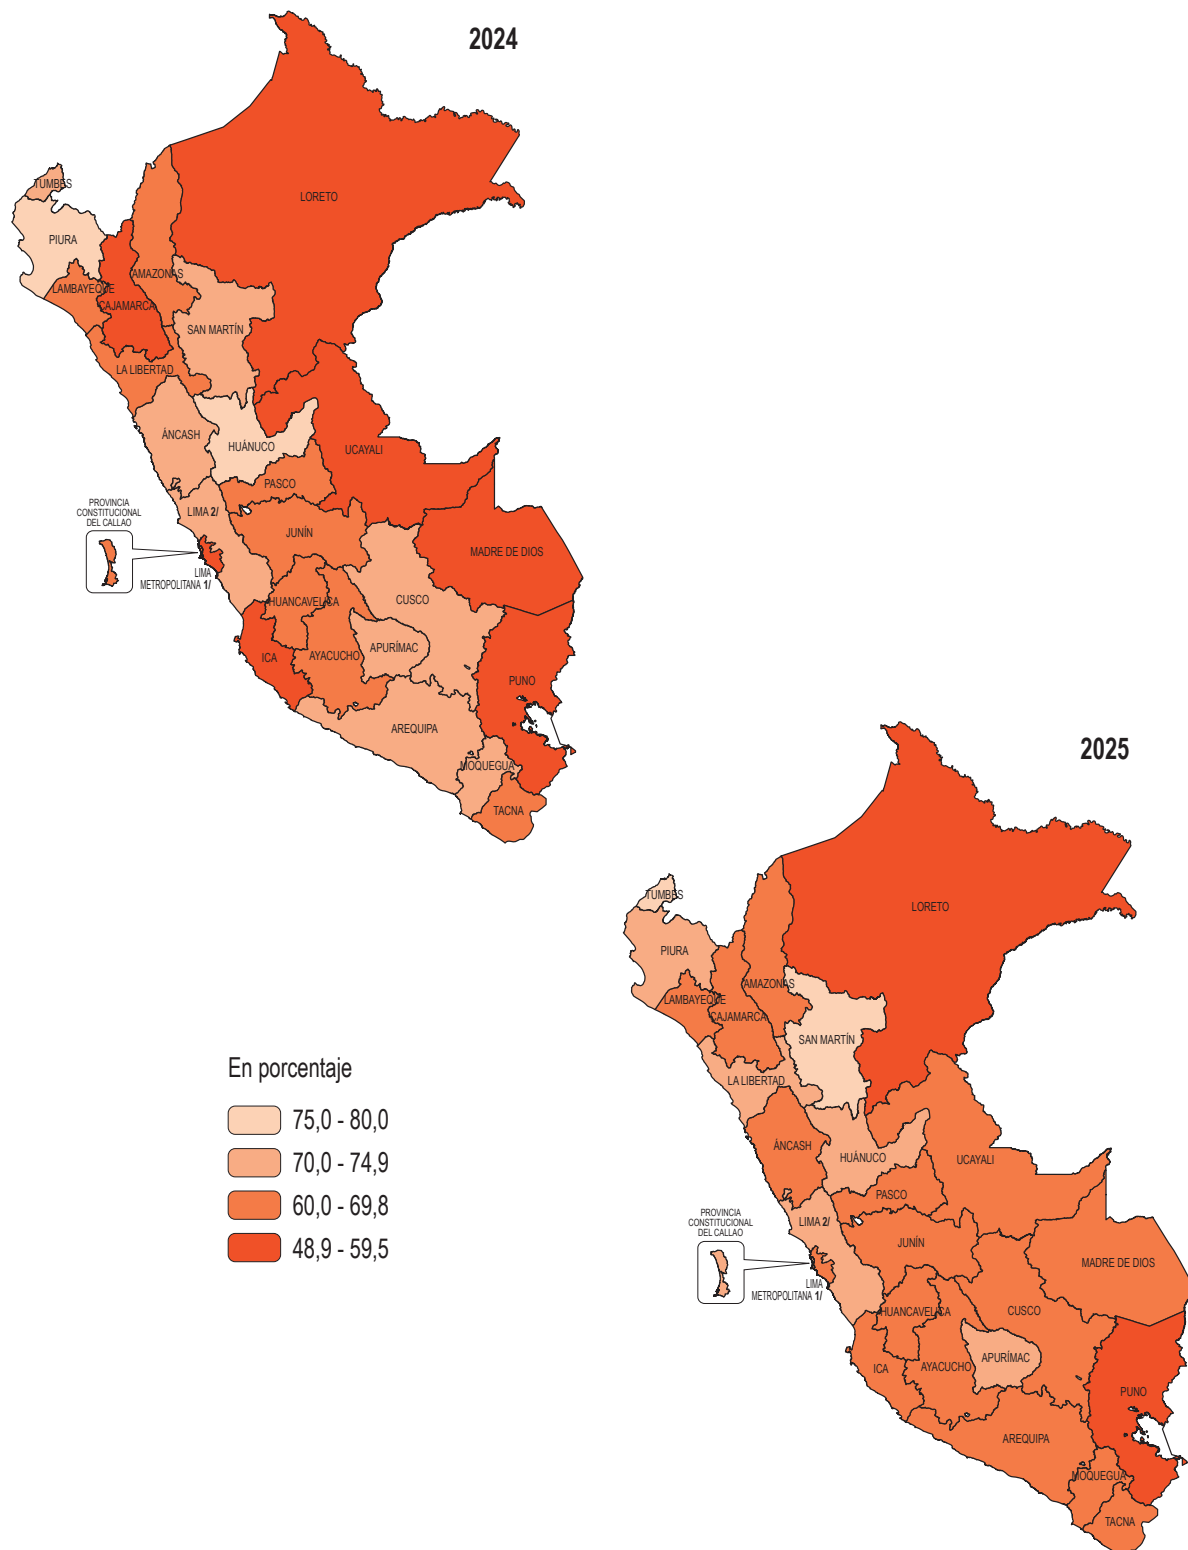 2024
TUMBES
LORETO
PIURA
AMAZONAS
LAMBAYEQUE
CAJAMARCA
SAN MARTÍN
LA LIBERTAD
ÁNCASH
HUÁNUCO
UCAYALI
PASCO
PROVINCIA
CONSTITUCIONAL
DEL CALLAO
LIMA 2/
JUNÍN
MADRE DE DIOS
LIMA
METROPOLITANA 1/
HUANCAVELICA
CUSCO
APURÍMAC
ICA
AYACUCHO
PUNO
AREQUIPA
MOQUEGUA
TACNA
2025
TUMBES
LORETO
PIURA
AMAZONAS
LAMBAYEQUE
CAJAMARCA
SAN MARTÍN
LA LIBERTAD
ÁNCASH
HUÁNUCO
UCAYALI
PASCO
PROVINCIA
CONSTITUCIONAL
DEL CALLAO
LIMA 2/
JUNÍN
MADRE DE DIOS
LIMA
METROPOLITANA 1/
HUANCAVELICA
CUSCO
APURÍMAC
ICA
AYACUCHO
PUNO
AREQUIPA
MOQUEGUA
TACNA
En porcentaje
75,0 - 80,0
70,0 - 74,9
60,0 - 69,8
48,9 - 59,5